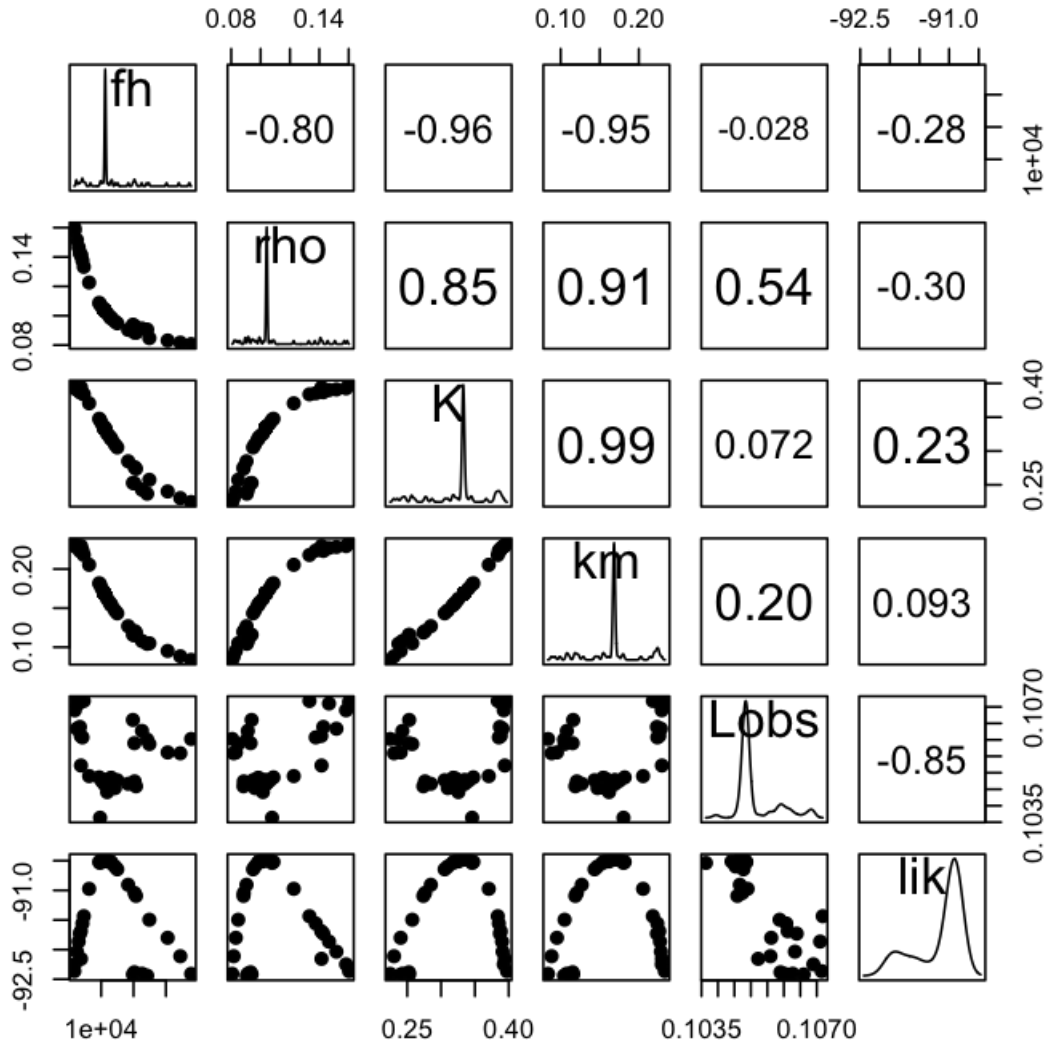 0.08 0.14 0.10 0.20 -92.5 -91.0
fh -0.80 -0.96 -0.95 -0.028 -0.28 1e+04
0.08 0.14 rho 0.85 0.91 0.54 -0.30
K 0.99 0.072 0.23 0.25 0.40
0.10 0.20 km 0.20 0.093
Lobs -0.85 0.1035 0.1070
-92.5 -91.0 lik
1e+04 0.25 0.40 0.1035 0.1070